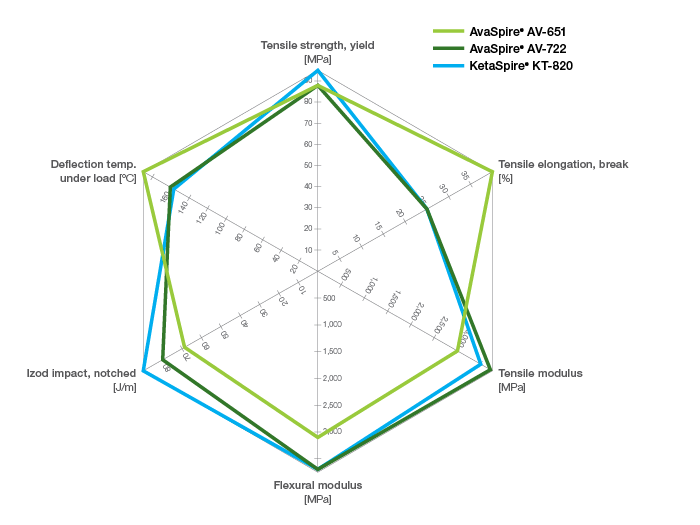 AvaSpire® AV-651
AvaSpire® AV-722
KetaSpire® KT-820
Tensile strength, yield
[MPa]
80
70
60
50
40
30
20
10
Tensile elongation, break
[%]
35
30
20
15
10
5
Tensile modulus
[MPa]
500
1,000
1,500
2,000
2,500
Flexural modulus
[MPa]
500
1,000
1,500
2,000
2,500
Izod impact, notched
[J/m]
10
20
30
40
50
60
70
Deflection temp.
under load [°C]
160
140
120
100
80
60
40
20